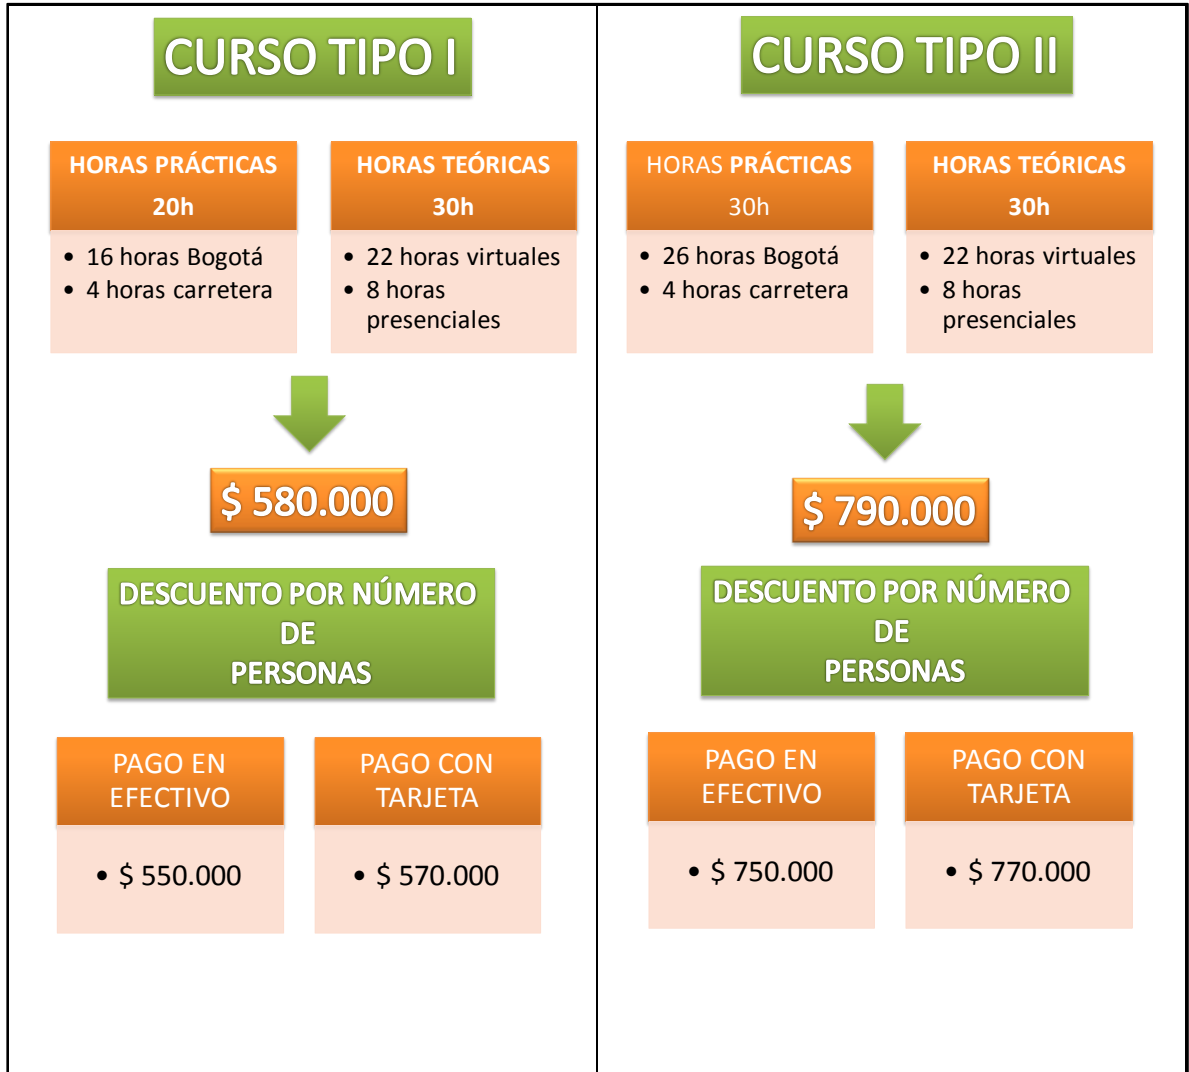 CURSO TIPO I
HORAS PRÁCTICAS
20h
• 16 horas Bogotá
• 4 horas carretera
HORAS TEÓRICAS
30h
• 22 horas virtuales
• 8 horas
presenciales
$ 580.000
DESCUENTO POR NÚMERO
DE
PERSONAS
PAGO EN
EFECTIVO
• $ 550.000
PAGO CON
TARJETA
• $ 570.000
CURSO TIPO II
HORAS PRÁCTICAS
30h
• 26 horas Bogotá
• 4 horas carretera
HORAS TEÓRICAS
30h
• 22 horas virtuales
• 8 horas
presenciales
$ 790.000
DESCUENTO POR NÚMERO
DE
PERSONAS
PAGO EN
EFECTIVO
• $ 750.000
PAGO CON
TARJETA
• $ 770.000